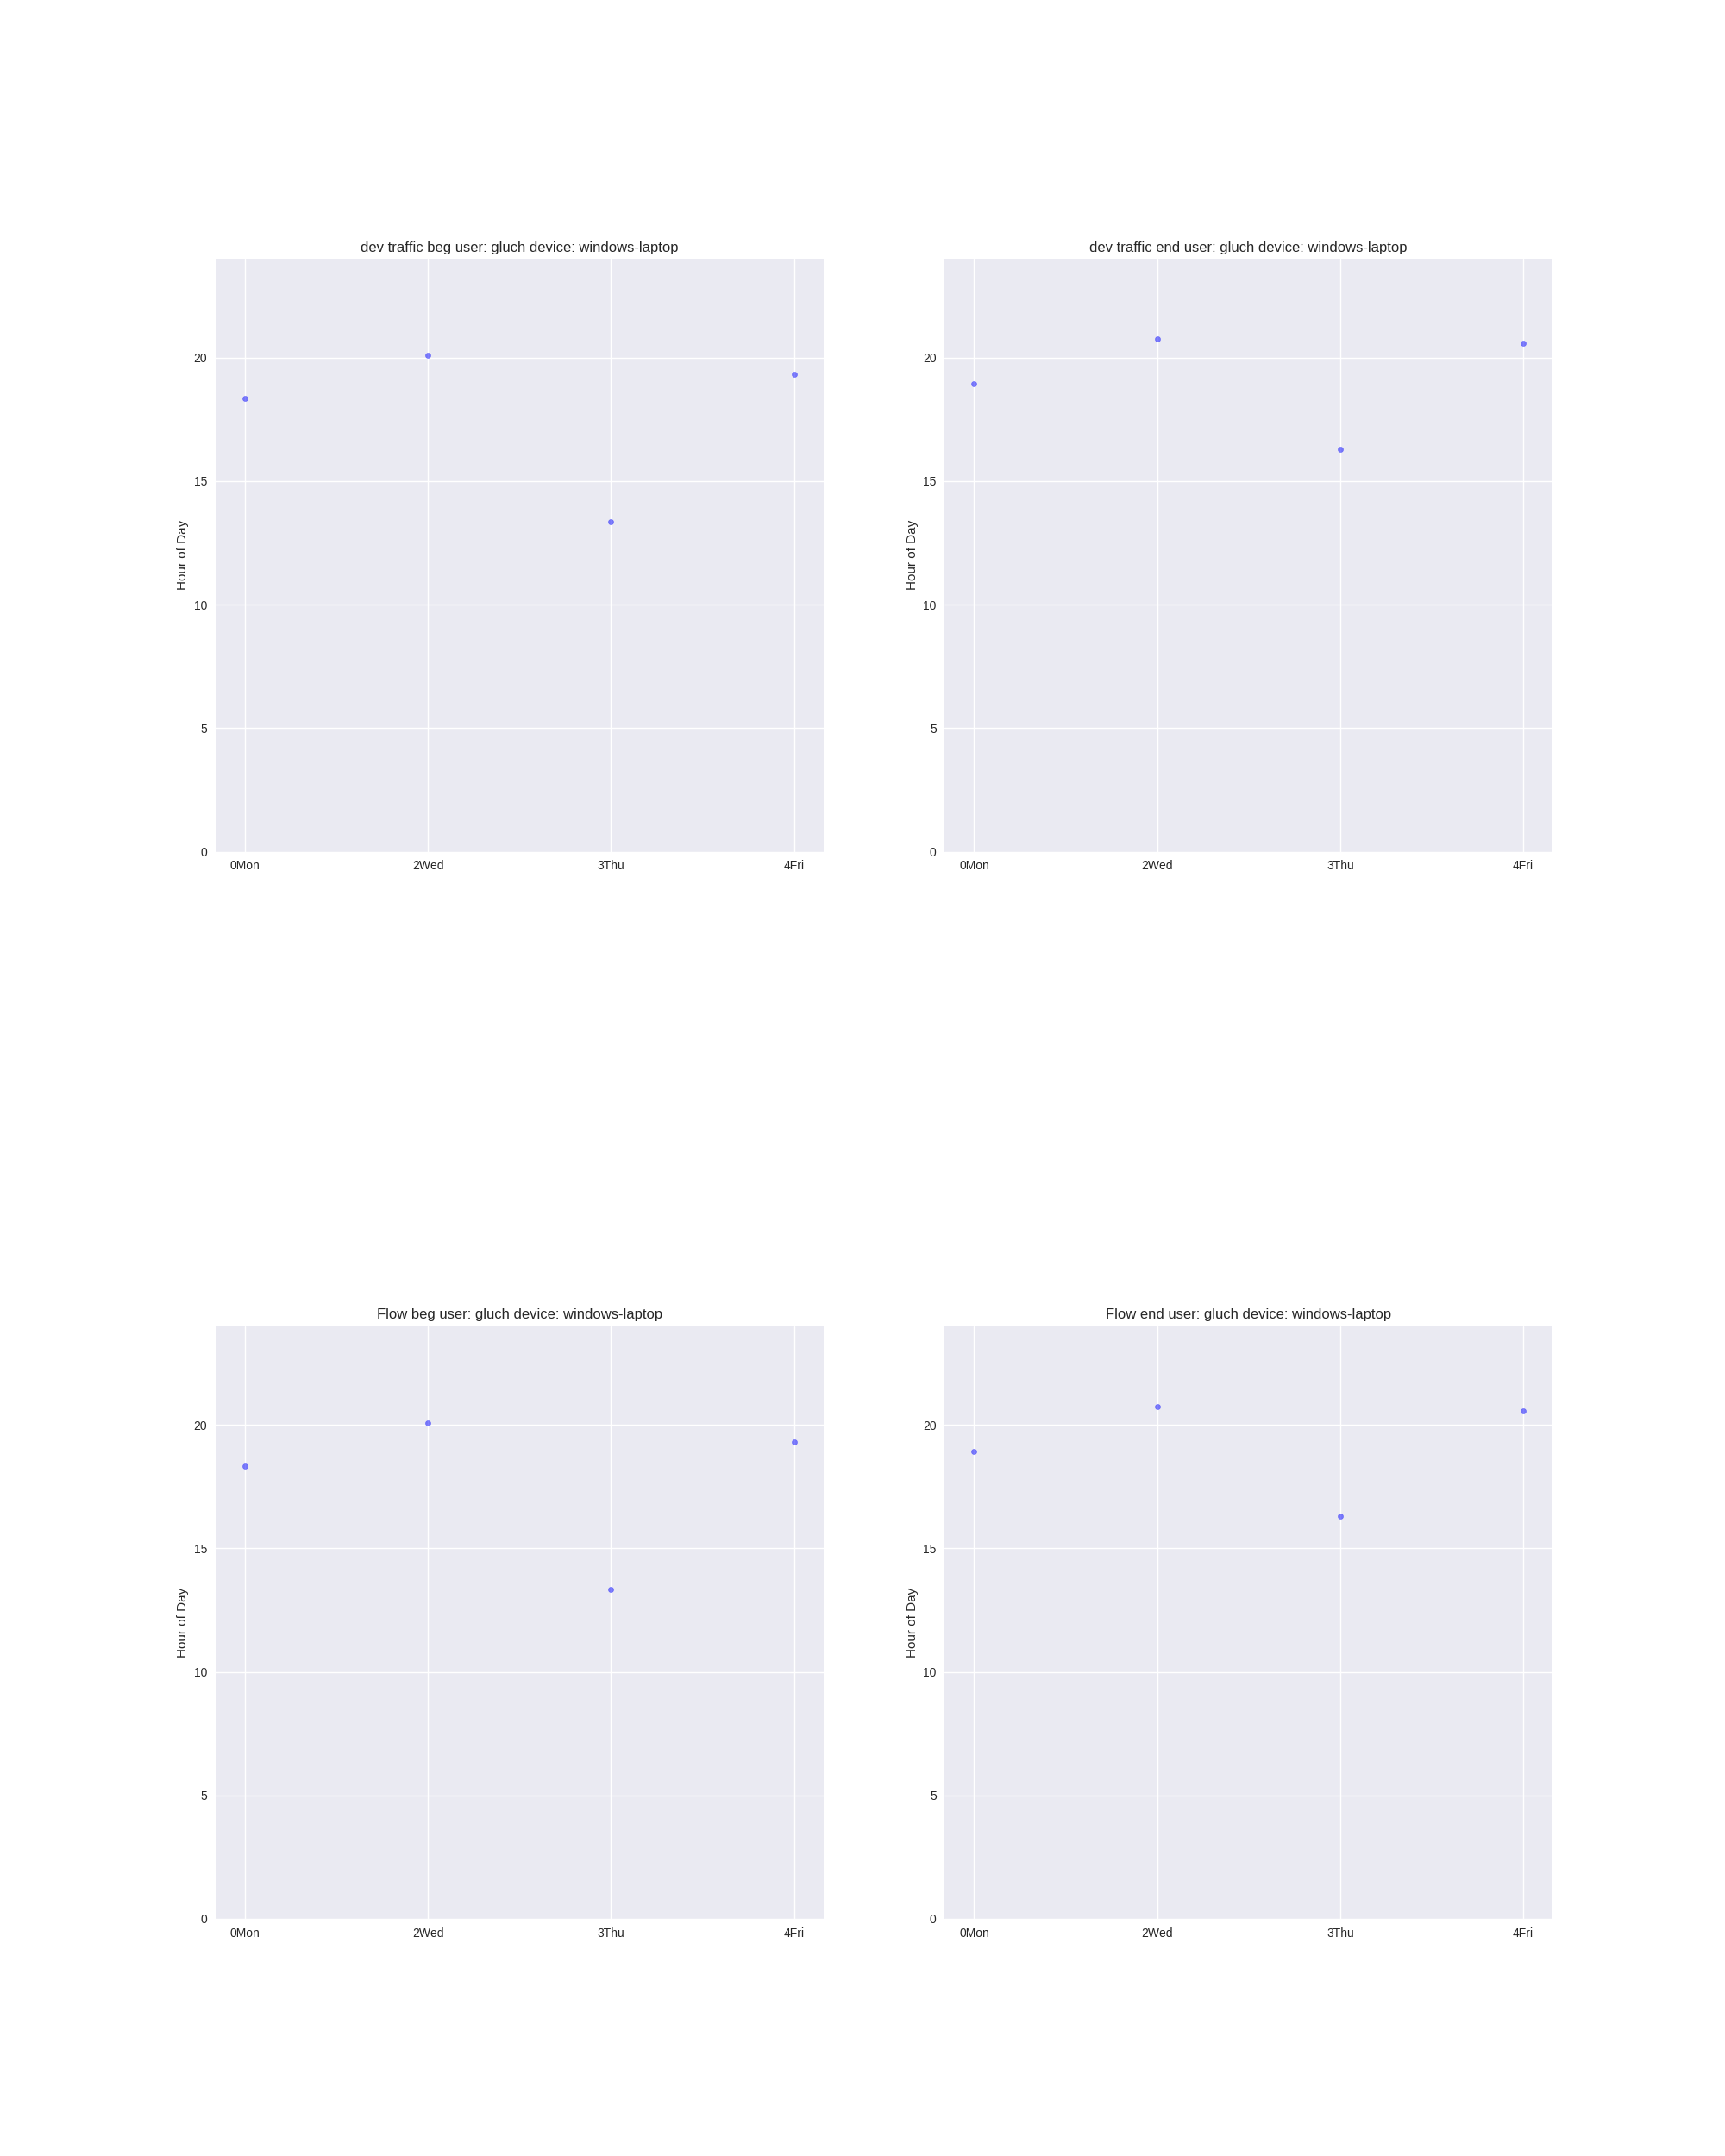 dev traffic beg user: gluch device: windows-laptop
Hour of Day
20
15
10
5
0
0Mon 2Wed 3Thu 4Fri
dev traffic end user: gluch device: windows-laptop
Hour of Day
20
15
10
5
0
0Mon 2Wed 3Thu 4Fri
Flow beg user: gluch device: windows-laptop
Hour of Day
20
15
10
5
0
0Mon 2Wed 3Thu 4Fri
Flow end user: gluch device: windows-laptop
Hour of Day
20
15
10
5
0
0Mon 2Wed 3Thu 4Fri